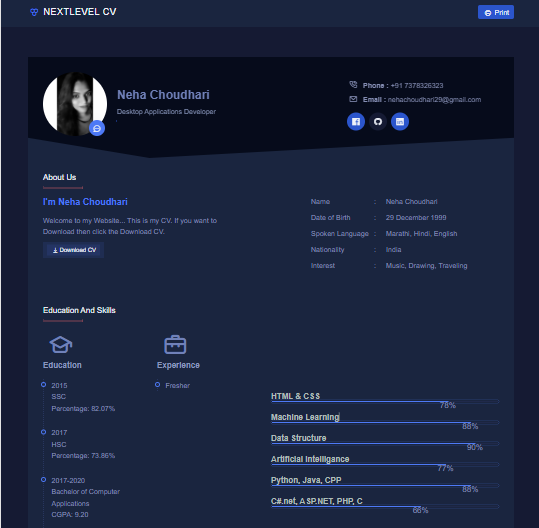 NEXTLEVEL CV
Print
Neha Choudhari
Desktop Applications Developer
Phone : +91 7378326323
Email : nehachoudhari29@gmail.com
About Us
I'm Neha Choudhari
Welcome to my Website... This is my CV. If you want to
Download then click the Download CV.
Download CV
Name : Neha Choudhari
Date of Birth : 29 December 1999
Spoken Language : Marathi, Hindi, English
Nationality : India
Interest : Music, Drawing, Traveling
Education And Skills
Education
2015
SSC
Percentage: 82.07%
2017
HSC
Percentage: 73.86%
2017-2020
Bachelor of Computer
Applications
CGPA: 9.20
Experience
Fresher
HTML & CSS
78%
Machine Learning
88%
Data Structure
90%
Artificial Intelligance
77%
Python, Java, CPP
88%
C#.net, ASP.NET, PHP, C
66%